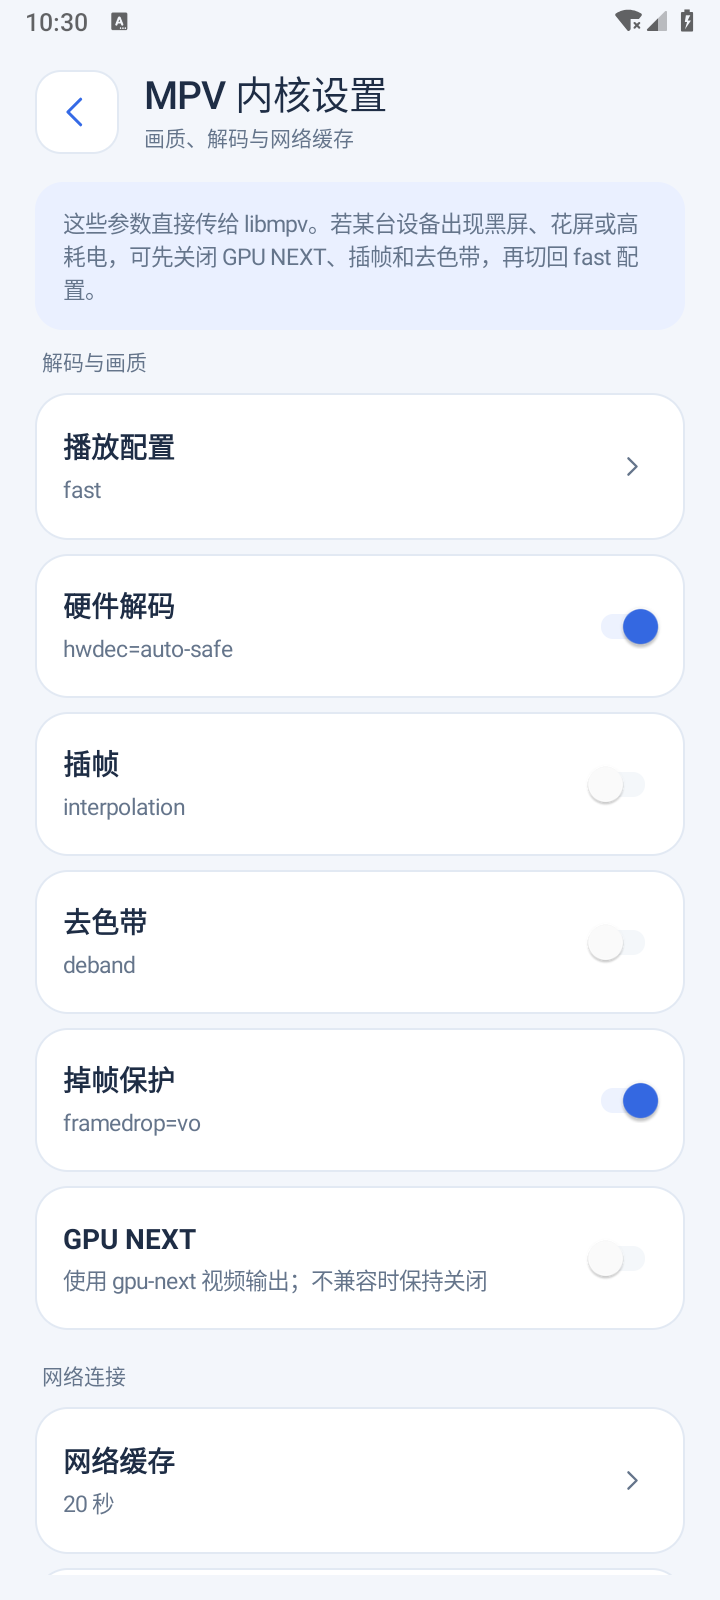 10:30
MPV 内核设置
画质、解码与网络缓存
这些参数直接传给 libmpv。若某台设备出现黑屏、花屏或高
耗电，可先关闭 GPU NEXT、插帧和去色带，再切回 fast 配
置。
解码与画质
播放配置
fast
硬件解码
hwdec=auto-safe
插帧
interpolation
去色带
deband
掉帧保护
framedrop=vo
GPU NEXT
使用 gpu-next 视频输出；不兼容时保持关闭
网络连接
网络缓存
20 秒